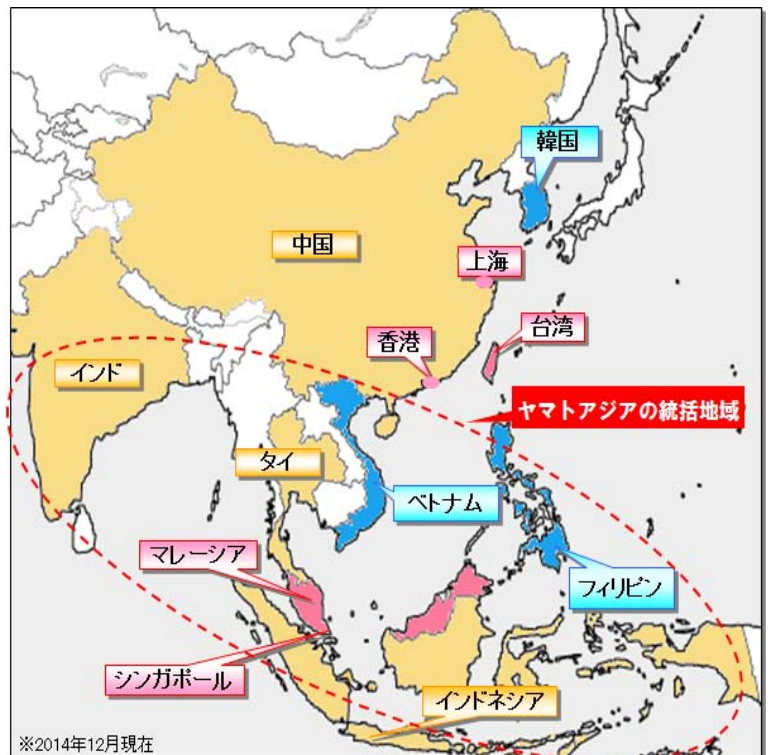 韓国
中国
上海
台湾
香港
インド
ヤマトアジアの統括地域
タイ
ベトナム
マレーシア
フィリピン
シンガポール
インドネシア
※2014年12月現在